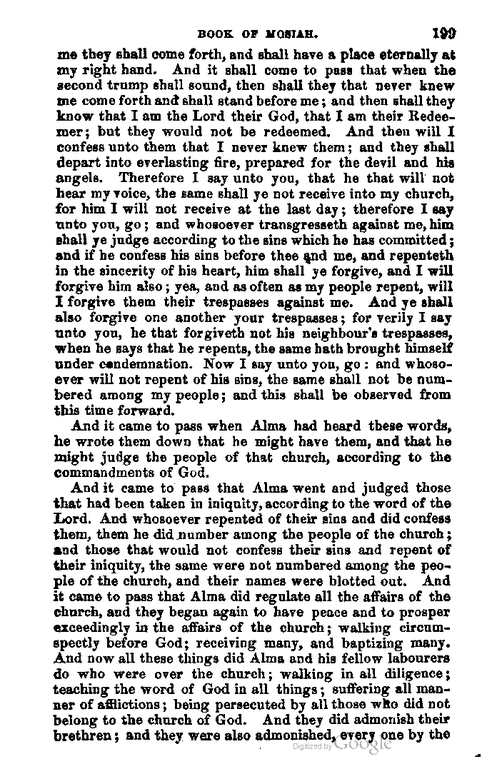 BOOK OF MOSIAH. 199
me they shall come forth, and shall have a place eternally at
my right hand. And it shall come to pass that when the
second trump shall sound, then shall they that never knew
me come forth and shall stand before me; and then shall they
know that I am the Lord their God, that I am their Redee-
mer; but they would not be redeemed. And then will I
confess unto them that I never knew them; and they shall
depart into everlasting fire, prepared for the devil and his
angels. Therefore I say unto you, that he that will not
hear my voice, the same shall ye not receive into my church,
for him I will not receive at the last day; therefore I say
unto you, go; and whosoever transgresseth against me, him
shall ye judge according to the sins which he has committed;
and if he confess his sins before thee and me, and repenteth
in the sincerity of his heart, him shall ye forgive, and I will
forgive him also; yea, and as often as my people repent, will
I forgive them their trespasses against me. And ye shall
also forgive one another your trespasses; for verily I say
unto you, he that forgiveth not his neighbour's trespasses,
when he says that he repents, the same hath brought himself
under condemnation. Now I say unto you, go: and whoso-
ever will not repent of his sins, the same shall not be num-
bered among my people; and this shall be observed from
this time forward.
And it came to pass when Alma had heard these words,
he wrote them down that he might have them, and that he
might judge the people of that church, according to the
commandments of God.
And it came to pass that Alma went and judged those
that had been taken in iniquity, according to the word of the
Lord. And whosoever repented of their sins and did confess
them, them he did number among the people of the church;
and those that would not confess their sins and repent of
their iniquity, the same were not numbered among the peo-
ple of the church, and their names were blotted out. And
it came to pass that Alma did regulate all the affairs of the
church, and they began again to have peace and to prosper
exceedingly in the affairs of the church; walking circum-
spectly before God; receiving many, and baptizing many.
And now all these things did Alma and his fellow labourers
do who were over the church; walking in all diligence;
teaching the word of God in all things; suffering all man-
ner of afflictions; being persecuted by all those who did not
belong to the church of God. And they did admonish their
brethren; and they were also admonished, every one by the
Digitized by Google